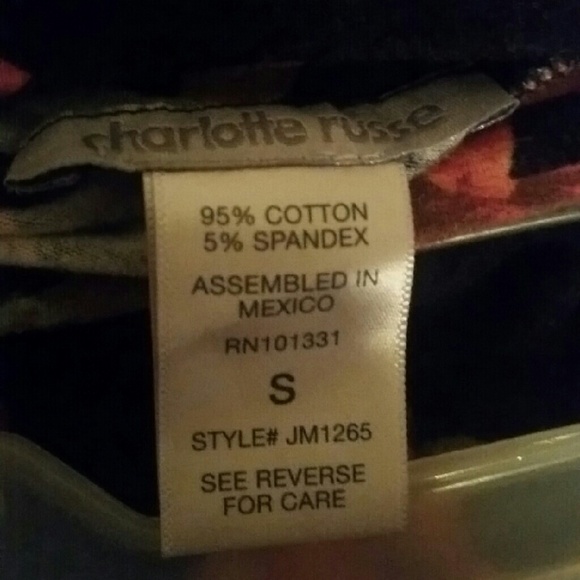 charlotte russe
95% COTTON
5% SPANDEX
ASSEMBLED IN
MEXICO
RN101331
S
STYLE# JM1265
SEE REVERSE
FOR CARE